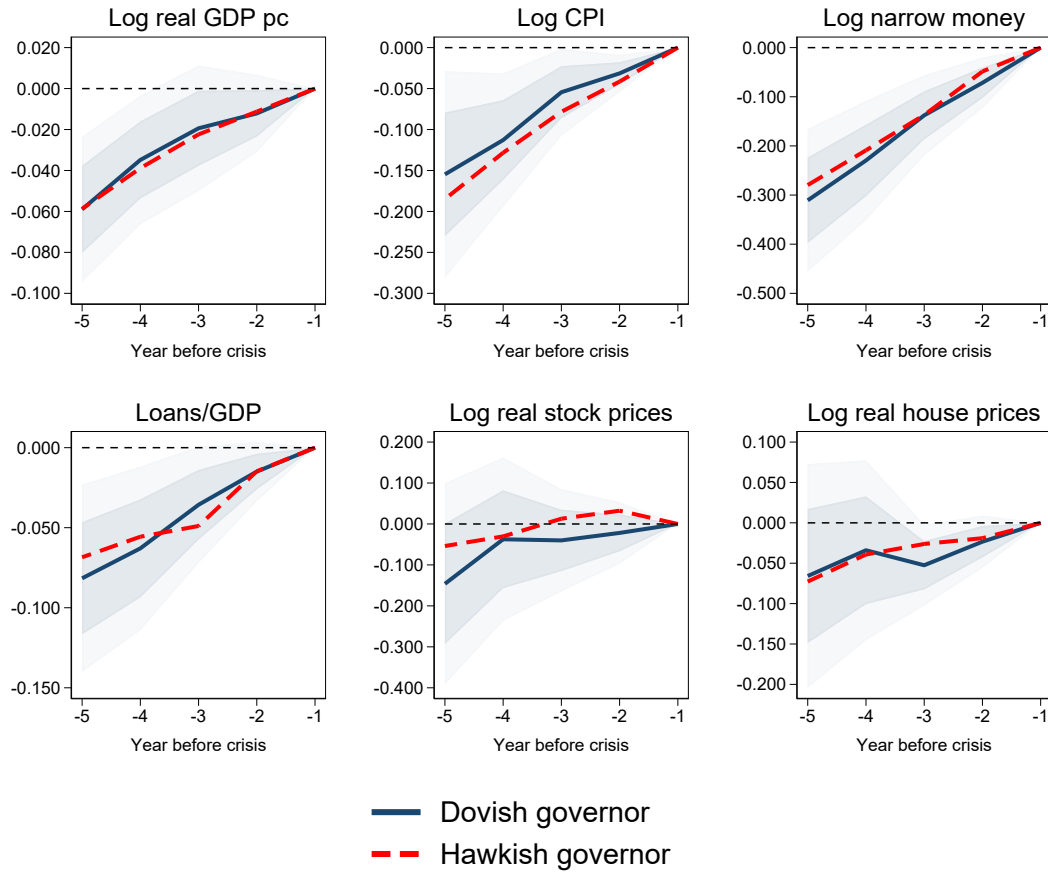 Log real GDP pc
0.020
0.000
-0.020
-0.040
-0.060
-0.080
-0.100
-5 -4 -3 -2 -1
Year before crisis
Log CPI
0.000
-0.050
-0.100
-0.150
-0.200
-0.250
-0.300
-5 -4 -3 -2 -1
Year before crisis
Log narrow money
0.000
-0.100
-0.200
-0.300
-0.400
-0.500
-5 -4 -3 -2 -1
Year before crisis
Loans/GDP
0.000
-0.050
-0.100
-0.150
-5 -4 -3 -2 -1
Year before crisis
Log real stock prices
0.200
0.100
0.000
-0.100
-0.200
-0.300
-0.400
-5 -4 -3 -2 -1
Year before crisis
Log real house prices
0.100
0.050
0.000
-0.050
-0.100
-0.150
-0.200
-5 -4 -3 -2 -1
Year before crisis
Dovish governor
Hawkish governor